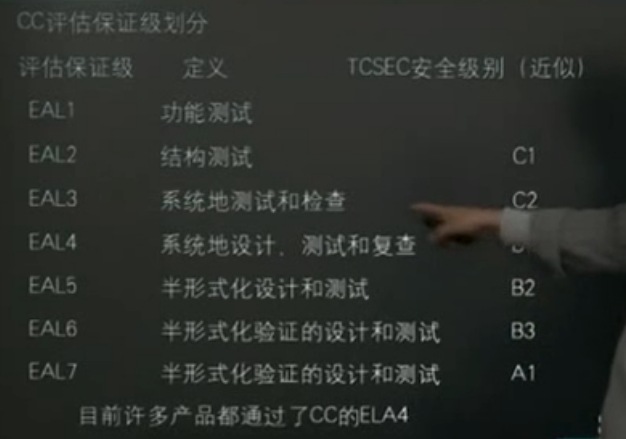 CC评估保证级划分
评估保证级 定义 TCSEC安全级别（近似）
EAL1 功能测试
EAL2 结构测试 C1
EAL3 系统地测试和检查 C2
EAL4 系统地设计、测试和复查
EAL5 半形式化设计和测试 B2
EAL6 半形式化验证的设计和测试 B3
EAL7 半形式化验证的设计和测试 A1
目前许多产品都通过了CC的ELA4